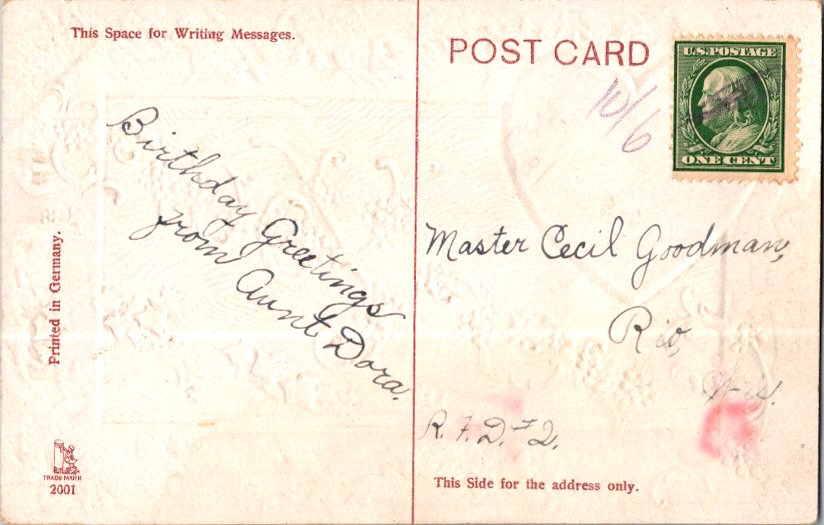 This Space for Writing Messages.
POST CARD
U.S. POSTAGE
ONE CENT
10/6
Birthday Greetings
from Aunt Dora.
Master Cecil Goodman,
Rio,
Wis.
R. F. D. #2.
Printed in Germany.
TRADE MARK
2001
This Side for the address only.